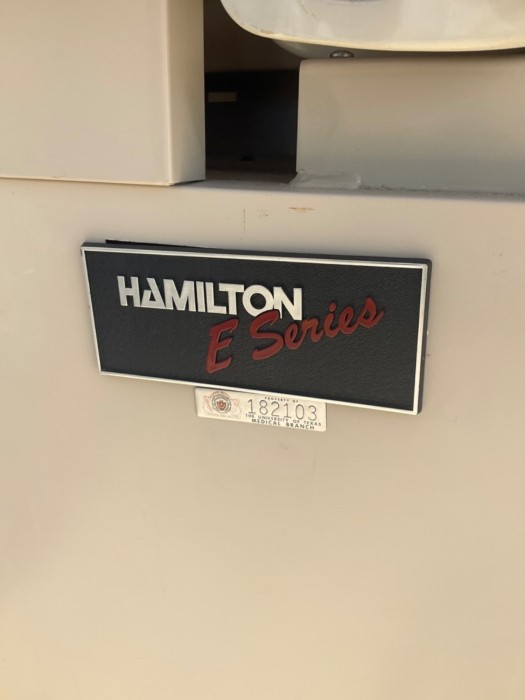 HAMILTON
E Series
PROPERTY OF
182103
THE UNIVERSITY OF TEXAS
MEDICAL BRANCH